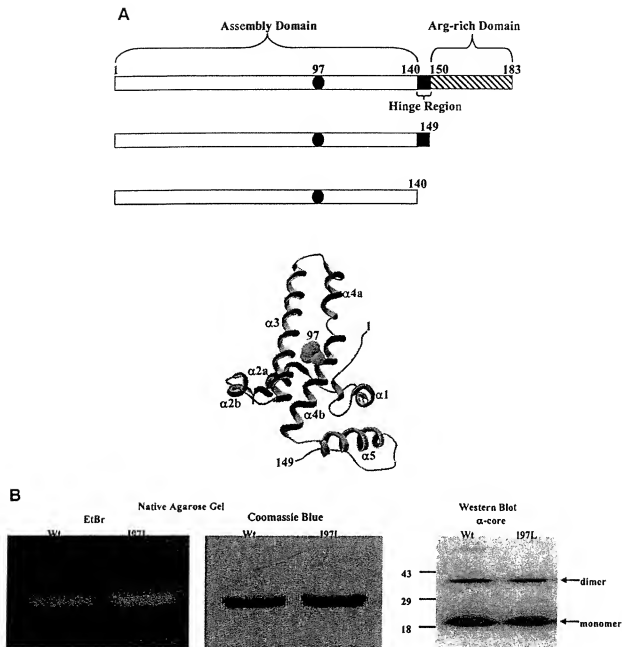 A
Assembly Domain
Arg-rich Domain
1 97 140 150 183
Hinge Region
149
140
α4a
α3
97
1
α2a
α2b
α1
α4b
α5
149
B
Native Agarose Gel
EtBr
Wt I97L
Coomassie Blue
Wt I97L
Western Blot
α-core
Wt I97L
43
dimer
29
18
monomer